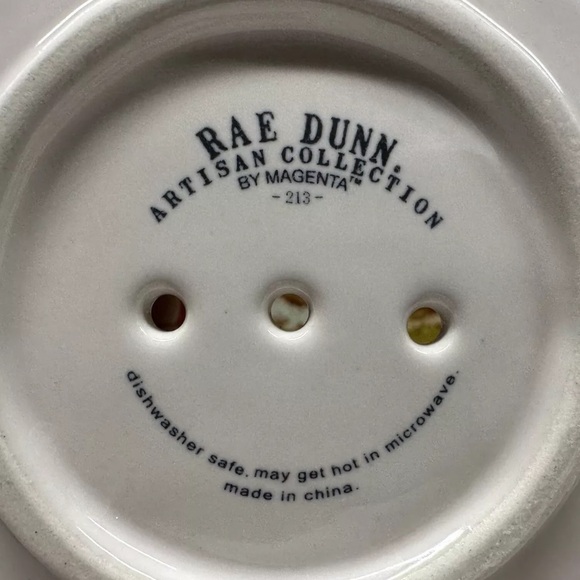 RAE DUNN.
ARTISAN COLLECTION
BY MAGENTA™
- 213 -
dishwasher safe. may get hot in microwave.
made in china.